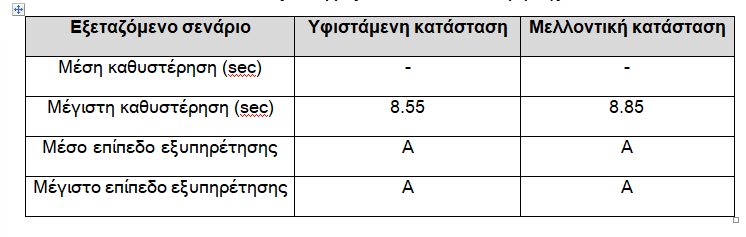 Εξεταζόμενο σενάριο Υφιστάμενη κατάσταση Μελλοντική κατάσταση
Μέση καθυστέρηση (sec) - -
Μέγιστη καθυστέρηση (sec) 8.55 8.85
Μέσο επίπεδο εξυπηρέτησης Α Α
Μέγιστο επίπεδο εξυπηρέτησης Α Α